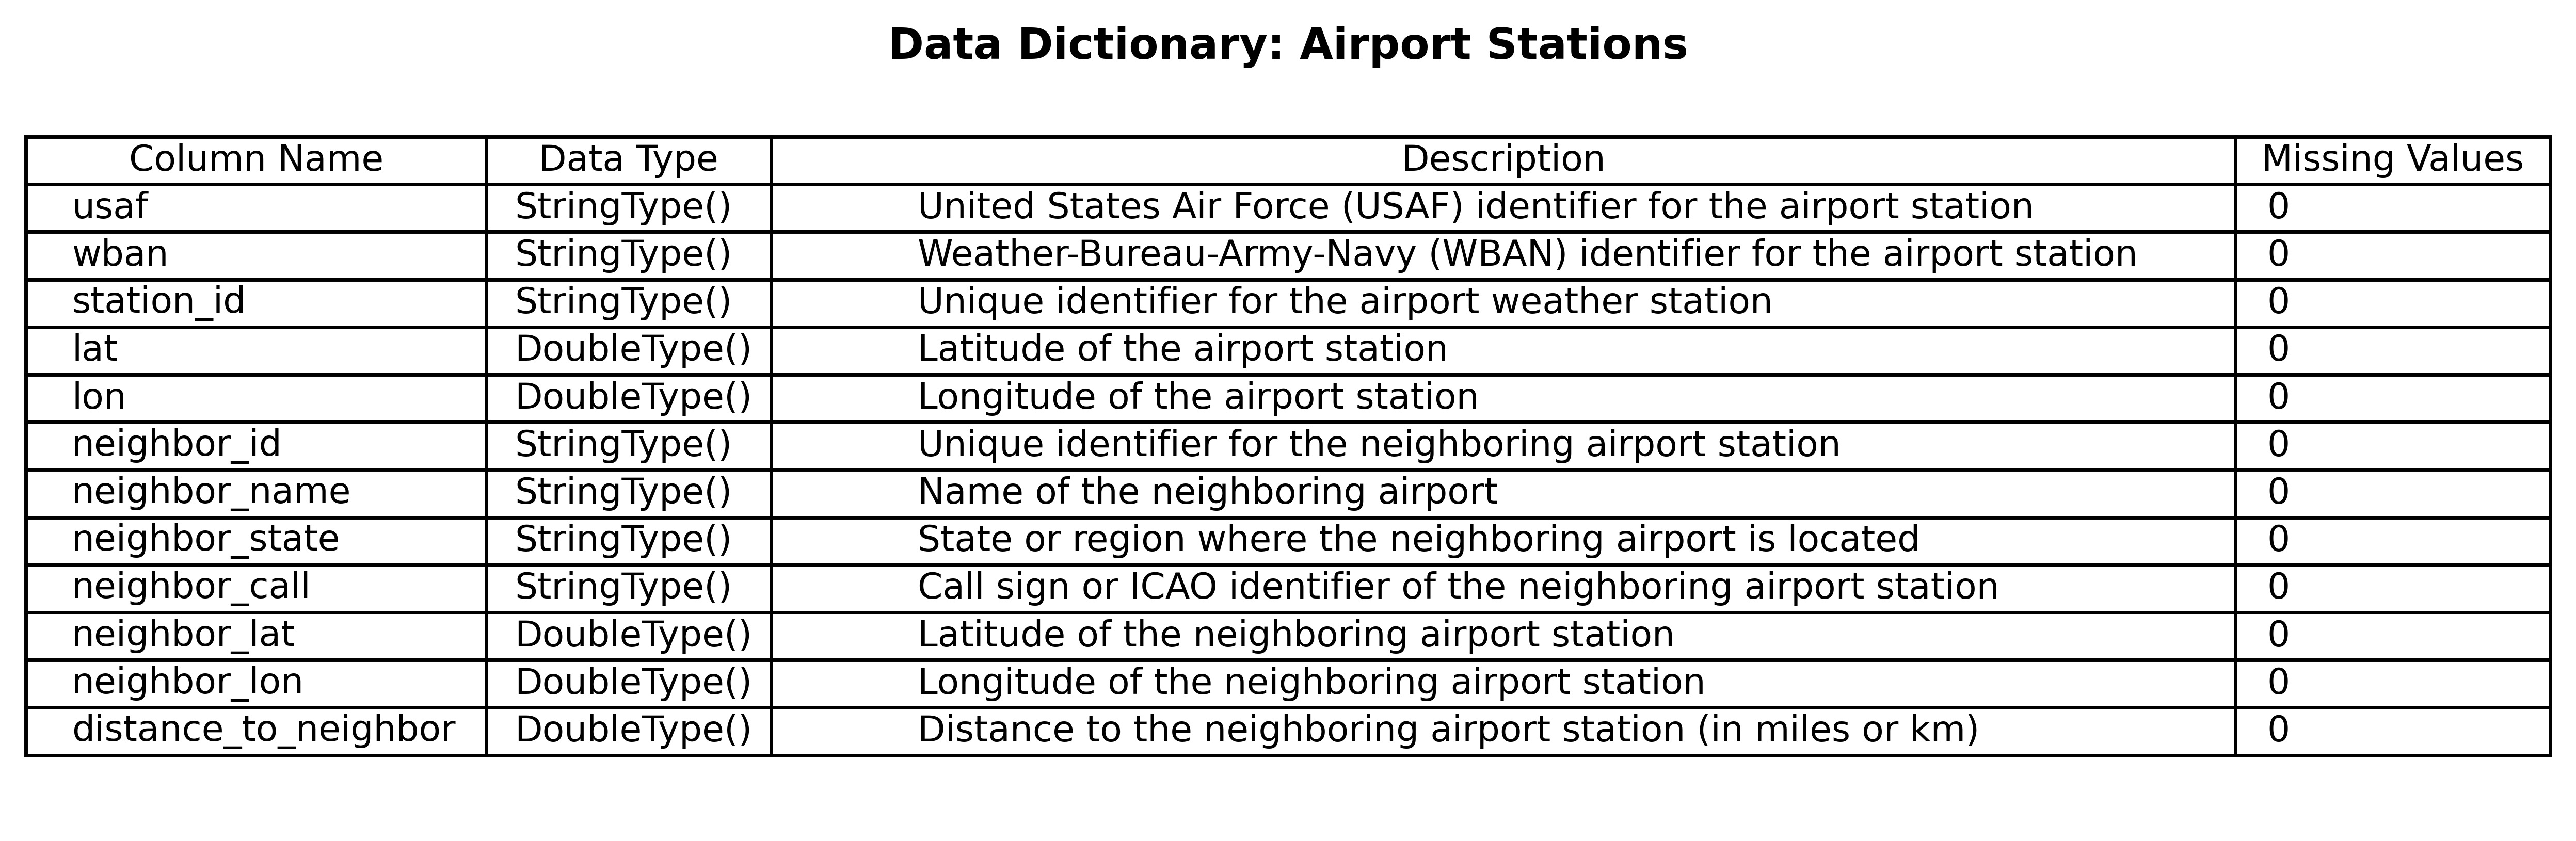 Data Dictionary: Airport Stations
Column Name Data Type Description Missing Values
usaf StringType() United States Air Force (USAF) identifier for the airport station 0
wban StringType() Weather-Bureau-Army-Navy (WBAN) identifier for the airport station 0
station_id StringType() Unique identifier for the airport weather station 0
lat DoubleType() Latitude of the airport station 0
lon DoubleType() Longitude of the airport station 0
neighbor_id StringType() Unique identifier for the neighboring airport station 0
neighbor_name StringType() Name of the neighboring airport 0
neighbor_state StringType() State or region where the neighboring airport is located 0
neighbor_call StringType() Call sign or ICAO identifier of the neighboring airport station 0
neighbor_lat DoubleType() Latitude of the neighboring airport station 0
neighbor_lon DoubleType() Longitude of the neighboring airport station 0
distance_to_neighbor DoubleType() Distance to the neighboring airport station (in miles or km) 0